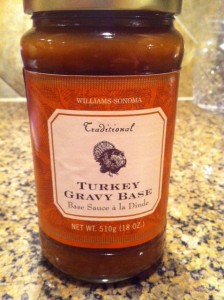 WILLIAMS-SONOMA
Traditional
TURKEY
GRAVY BASE
Base Sauce à la Dinde
NET WT. 510g (18 OZ.)